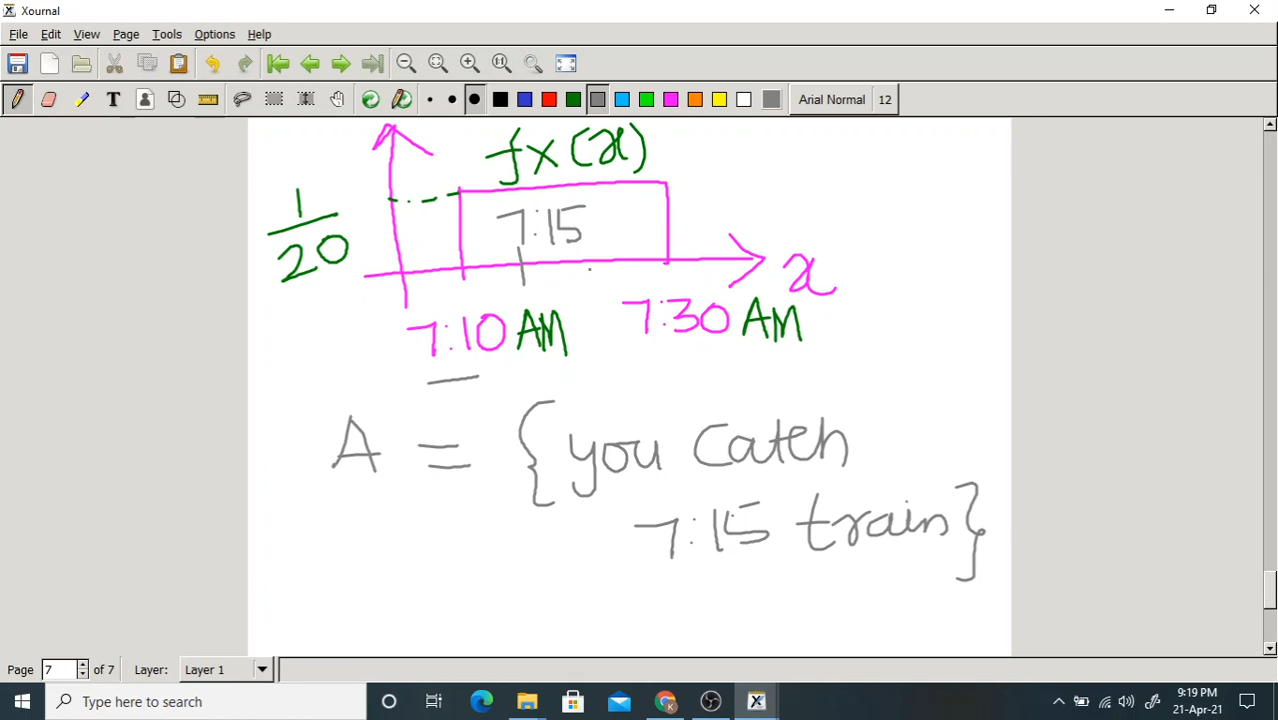 Xournal
File Edit View Page Tools Options Help
Arial Normal 12
fx(x)
1
20
7:15
x
7:10 AM
7:30 AM
A = {you catch
7:15 train}
Page 7 of 7 Layer: Layer 1
Type here to search
9:19 PM
21-Apr-21